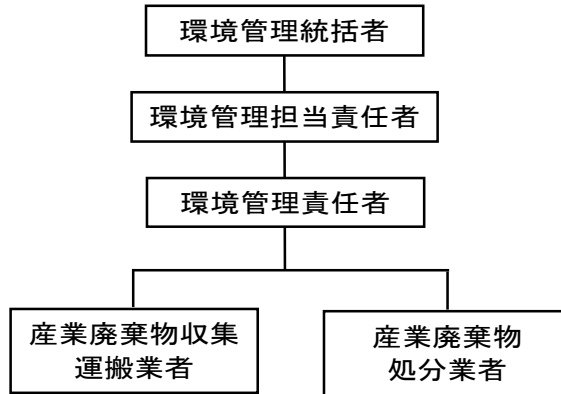 環境管理統括者
環境管理担当責任者
環境管理責任者
産業廃棄物収集
運搬業者
産業廃棄物
処分業者